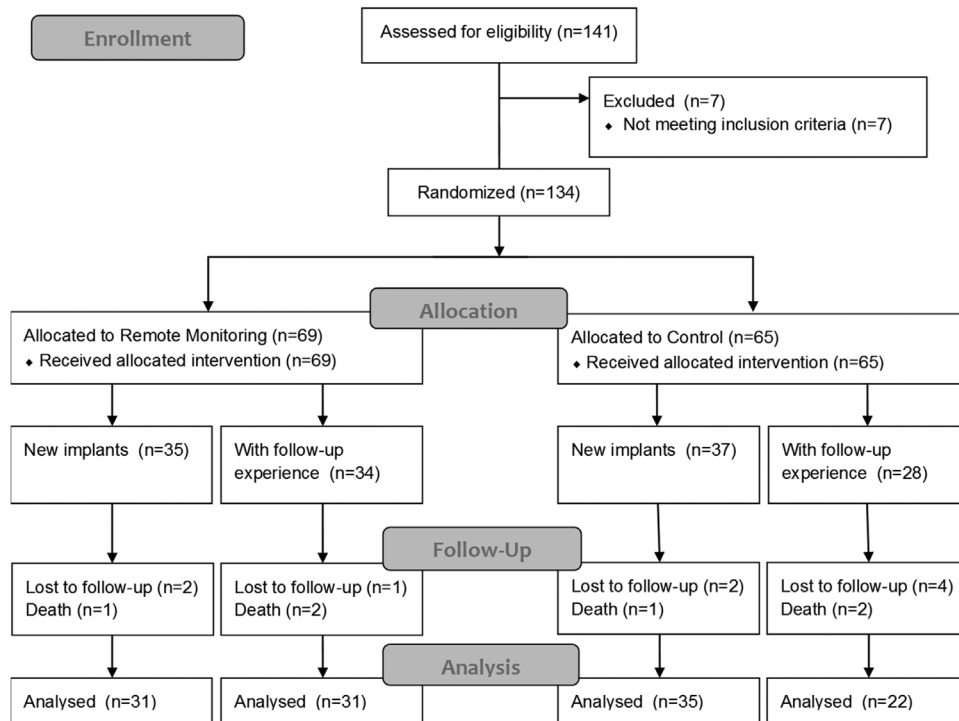 Enrollment
Assessed for eligibility (n=141)
Excluded (n=7)
⬥ Not meeting inclusion criteria (n=7)
Randomized (n=134)
Allocation
Allocated to Remote Monitoring (n=69)
⬥ Received allocated intervention (n=69)
Allocated to Control (n=65)
⬥ Received allocated intervention (n=65)
New implants (n=35)
With follow-up
experience (n=34)
New implants (n=37)
With follow-up
experience (n=28)
Follow-Up
Lost to follow-up (n=2)
Death (n=1)
Lost to follow-up (n=1)
Death (n=2)
Lost to follow-up (n=2)
Death (n=1)
Lost to follow-up (n=4)
Death (n=2)
Analysis
Analysed (n=31)
Analysed (n=31)
Analysed (n=35)
Analysed (n=22)